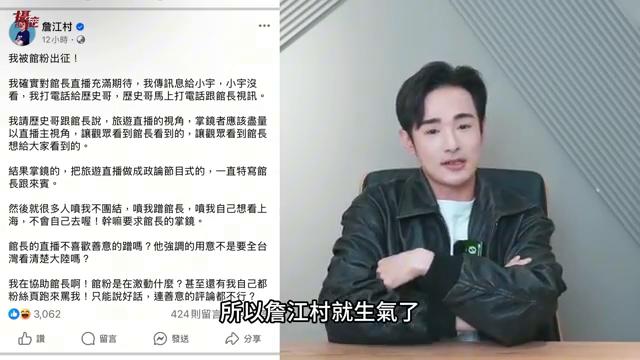 詹江村
12小時
我被館粉出征！
我確實對館長直播充滿期待，我傳訊息給小宇，小宇沒
看，我打電話給歷史哥，歷史哥馬上打電話跟館長視訊。
我請歷史哥跟館長說，旅遊直播的視角，掌鏡者應該盡量
以直播主視角，讓觀眾看到館長看到的，讓觀眾看到館長
想給大家看到的。
結果掌鏡的，把旅遊直播做成政論節目式的，一直特寫館
長跟來賓。
然後就很多人噴我不團結，噴我蹭館長，噴我自己想看上
海，不會自己去喔！幹嘛要求館長的掌鏡。
館長的直播不喜歡善意的蹭嗎？他強調的用意不是要全台
灣看清楚大陸嗎？
我在協助館長啊！館粉是在激動什麼？甚至還有我自己都
粉絲頁跑來罵我！只能說好話，連善意的評論都不行？
3,062
424則留言
讚
留言
發送
分享
所以詹江村就生氣了